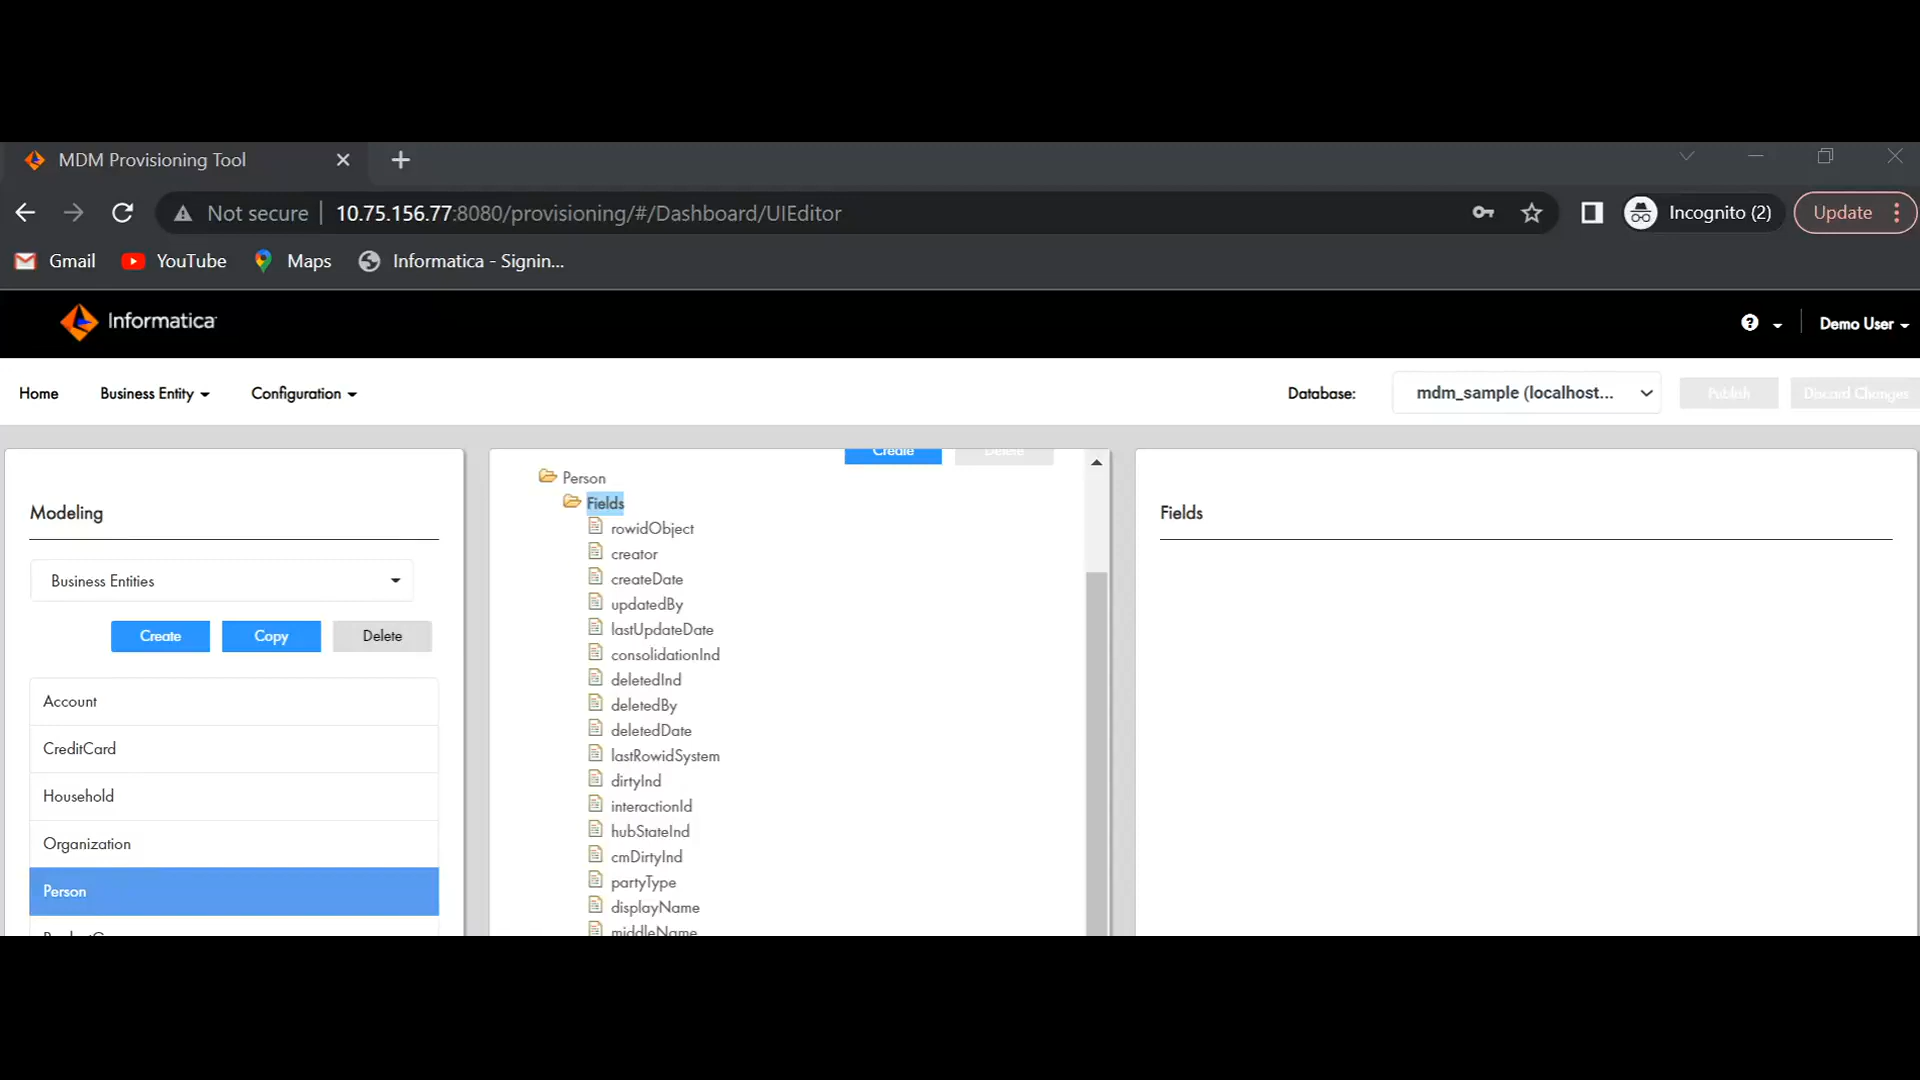 MDM Provisioning Tool
Not secure 10.75.156.77:8080/provisioning/#/Dashboard/UIEditor Incognito (2) Update
Gmail YouTube Maps Informatica - Signin...
Informatica ? Demo User
Home Business Entity Configuration Database: mdm_sample (localhost... Publish Discard Changes
Modeling
Business Entities
Create Copy Delete
Account
CreditCard
Household
Organization
Person
Create Delete
Person
Fields
rowidObject
creator
createDate
updatedBy
lastUpdateDate
consolidationInd
deletedInd
deletedBy
deletedDate
lastRowidSystem
dirtyInd
interactionId
hubStateInd
cmDirtyInd
partyType
displayName
middleName
Fields